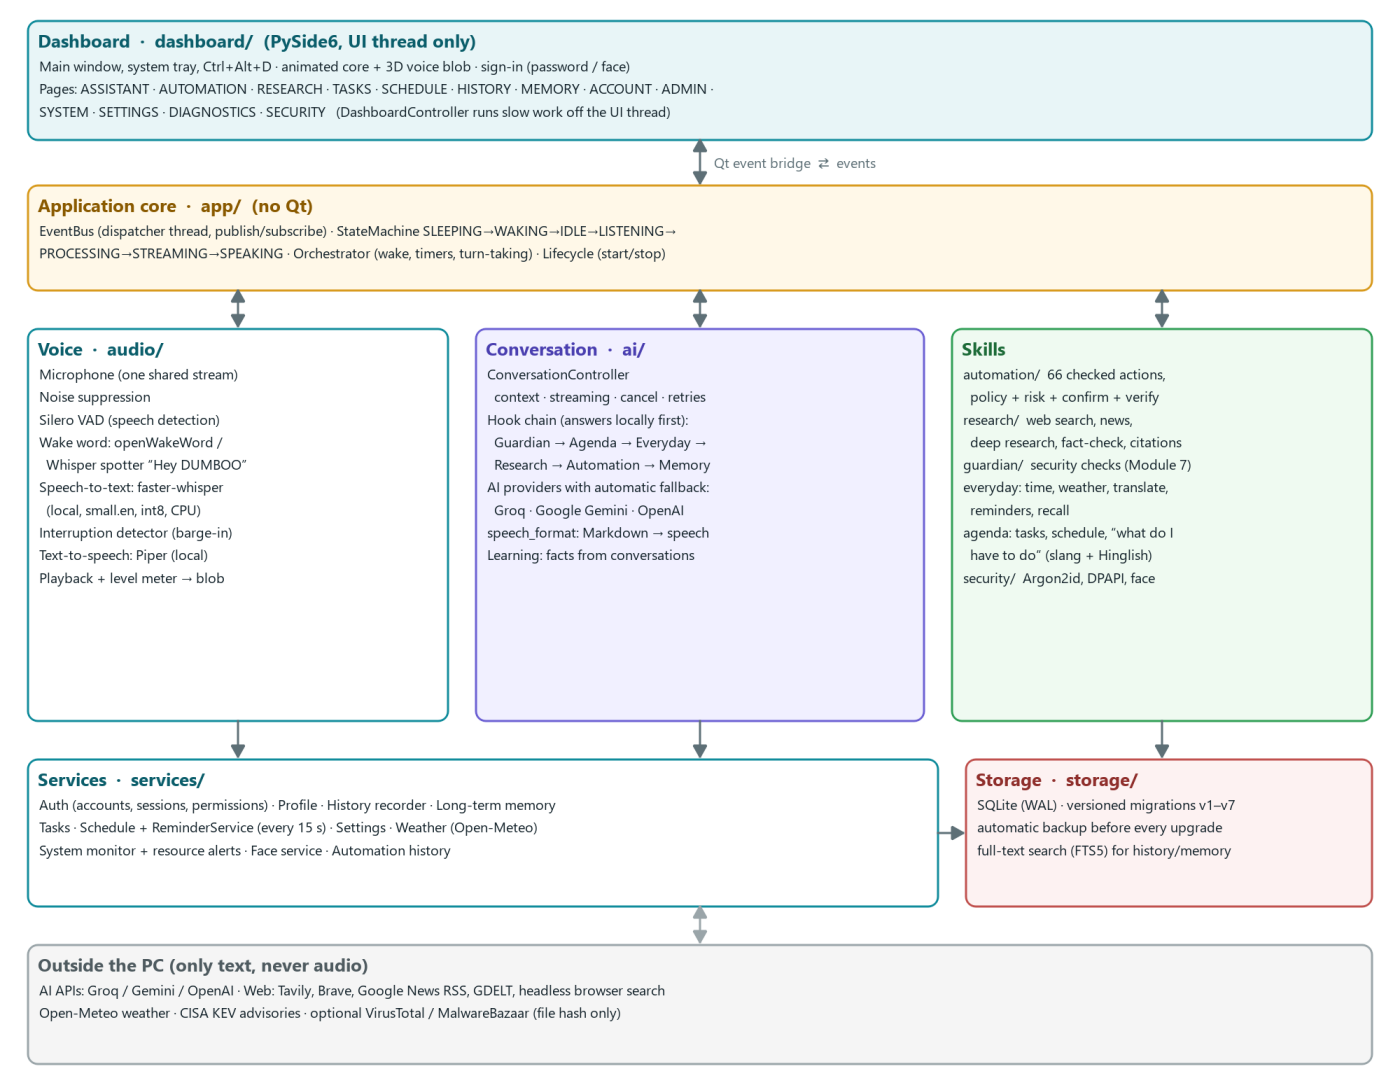 Dashboard · dashboard/ (PySide6, UI thread only)
Main window, system tray, Ctrl+Alt+D · animated core + 3D voice blob · sign-in (password / face)
Pages: ASSISTANT · AUTOMATION · RESEARCH · TASKS · SCHEDULE · HISTORY · MEMORY · ACCOUNT · ADMIN ·
SYSTEM · SETTINGS · DIAGNOSTICS · SECURITY (DashboardController runs slow work off the UI thread)
Qt event bridge ⇄ events
Application core · app/ (no Qt)
EventBus (dispatcher thread, publish/subscribe) · StateMachine SLEEPING→WAKING→IDLE→LISTENING→
PROCESSING→STREAMING→SPEAKING · Orchestrator (wake, timers, turn-taking) · Lifecycle (start/stop)
Voice · audio/
Microphone (one shared stream)
Noise suppression
Silero VAD (speech detection)
Wake word: openWakeWord /
Whisper spotter “Hey DUMBOO”
Speech-to-text: faster-whisper
(local, small.en, int8, CPU)
Interruption detector (barge-in)
Text-to-speech: Piper (local)
Playback + level meter → blob
Conversation · ai/
ConversationController
context · streaming · cancel · retries
Hook chain (answers locally first):
Guardian → Agenda → Everyday →
Research → Automation → Memory
AI providers with automatic fallback:
Groq · Google Gemini · OpenAI
speech_format: Markdown → speech
Learning: facts from conversations
Skills
automation/ 66 checked actions,
policy + risk + confirm + verify
research/ web search, news,
deep research, fact-check, citations
guardian/ security checks (Module 7)
everyday: time, weather, translate,
reminders, recall
agenda: tasks, schedule, “what do I
have to do” (slang + Hinglish)
security/ Argon2id, DPAPI, face
Services · services/
Auth (accounts, sessions, permissions) · Profile · History recorder · Long-term memory
Tasks · Schedule + ReminderService (every 15 s) · Settings · Weather (Open-Meteo)
System monitor + resource alerts · Face service · Automation history
Storage · storage/
SQLite (WAL) · versioned migrations v1–v7
automatic backup before every upgrade
full-text search (FTS5) for history/memory
Outside the PC (only text, never audio)
AI APIs: Groq / Gemini / OpenAI · Web: Tavily, Brave, Google News RSS, GDELT, headless browser search
Open-Meteo weather · CISA KEV advisories · optional VirusTotal / MalwareBazaar (file hash only)